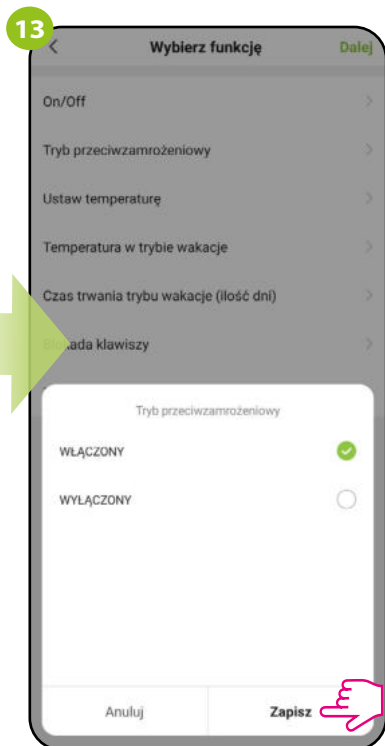 13
Wybierz funkcję Dalej
On/Off
Tryb przeciwzamrożeniowy
Ustaw temperaturę
Temperatura w trybie wakacje
Czas trwania trybu wakacje (ilość dni)
klawiszy
Tryb przeciwzamrożeniowy
WŁĄCZONY
WYŁĄCZONY
Anuluj Zapisz